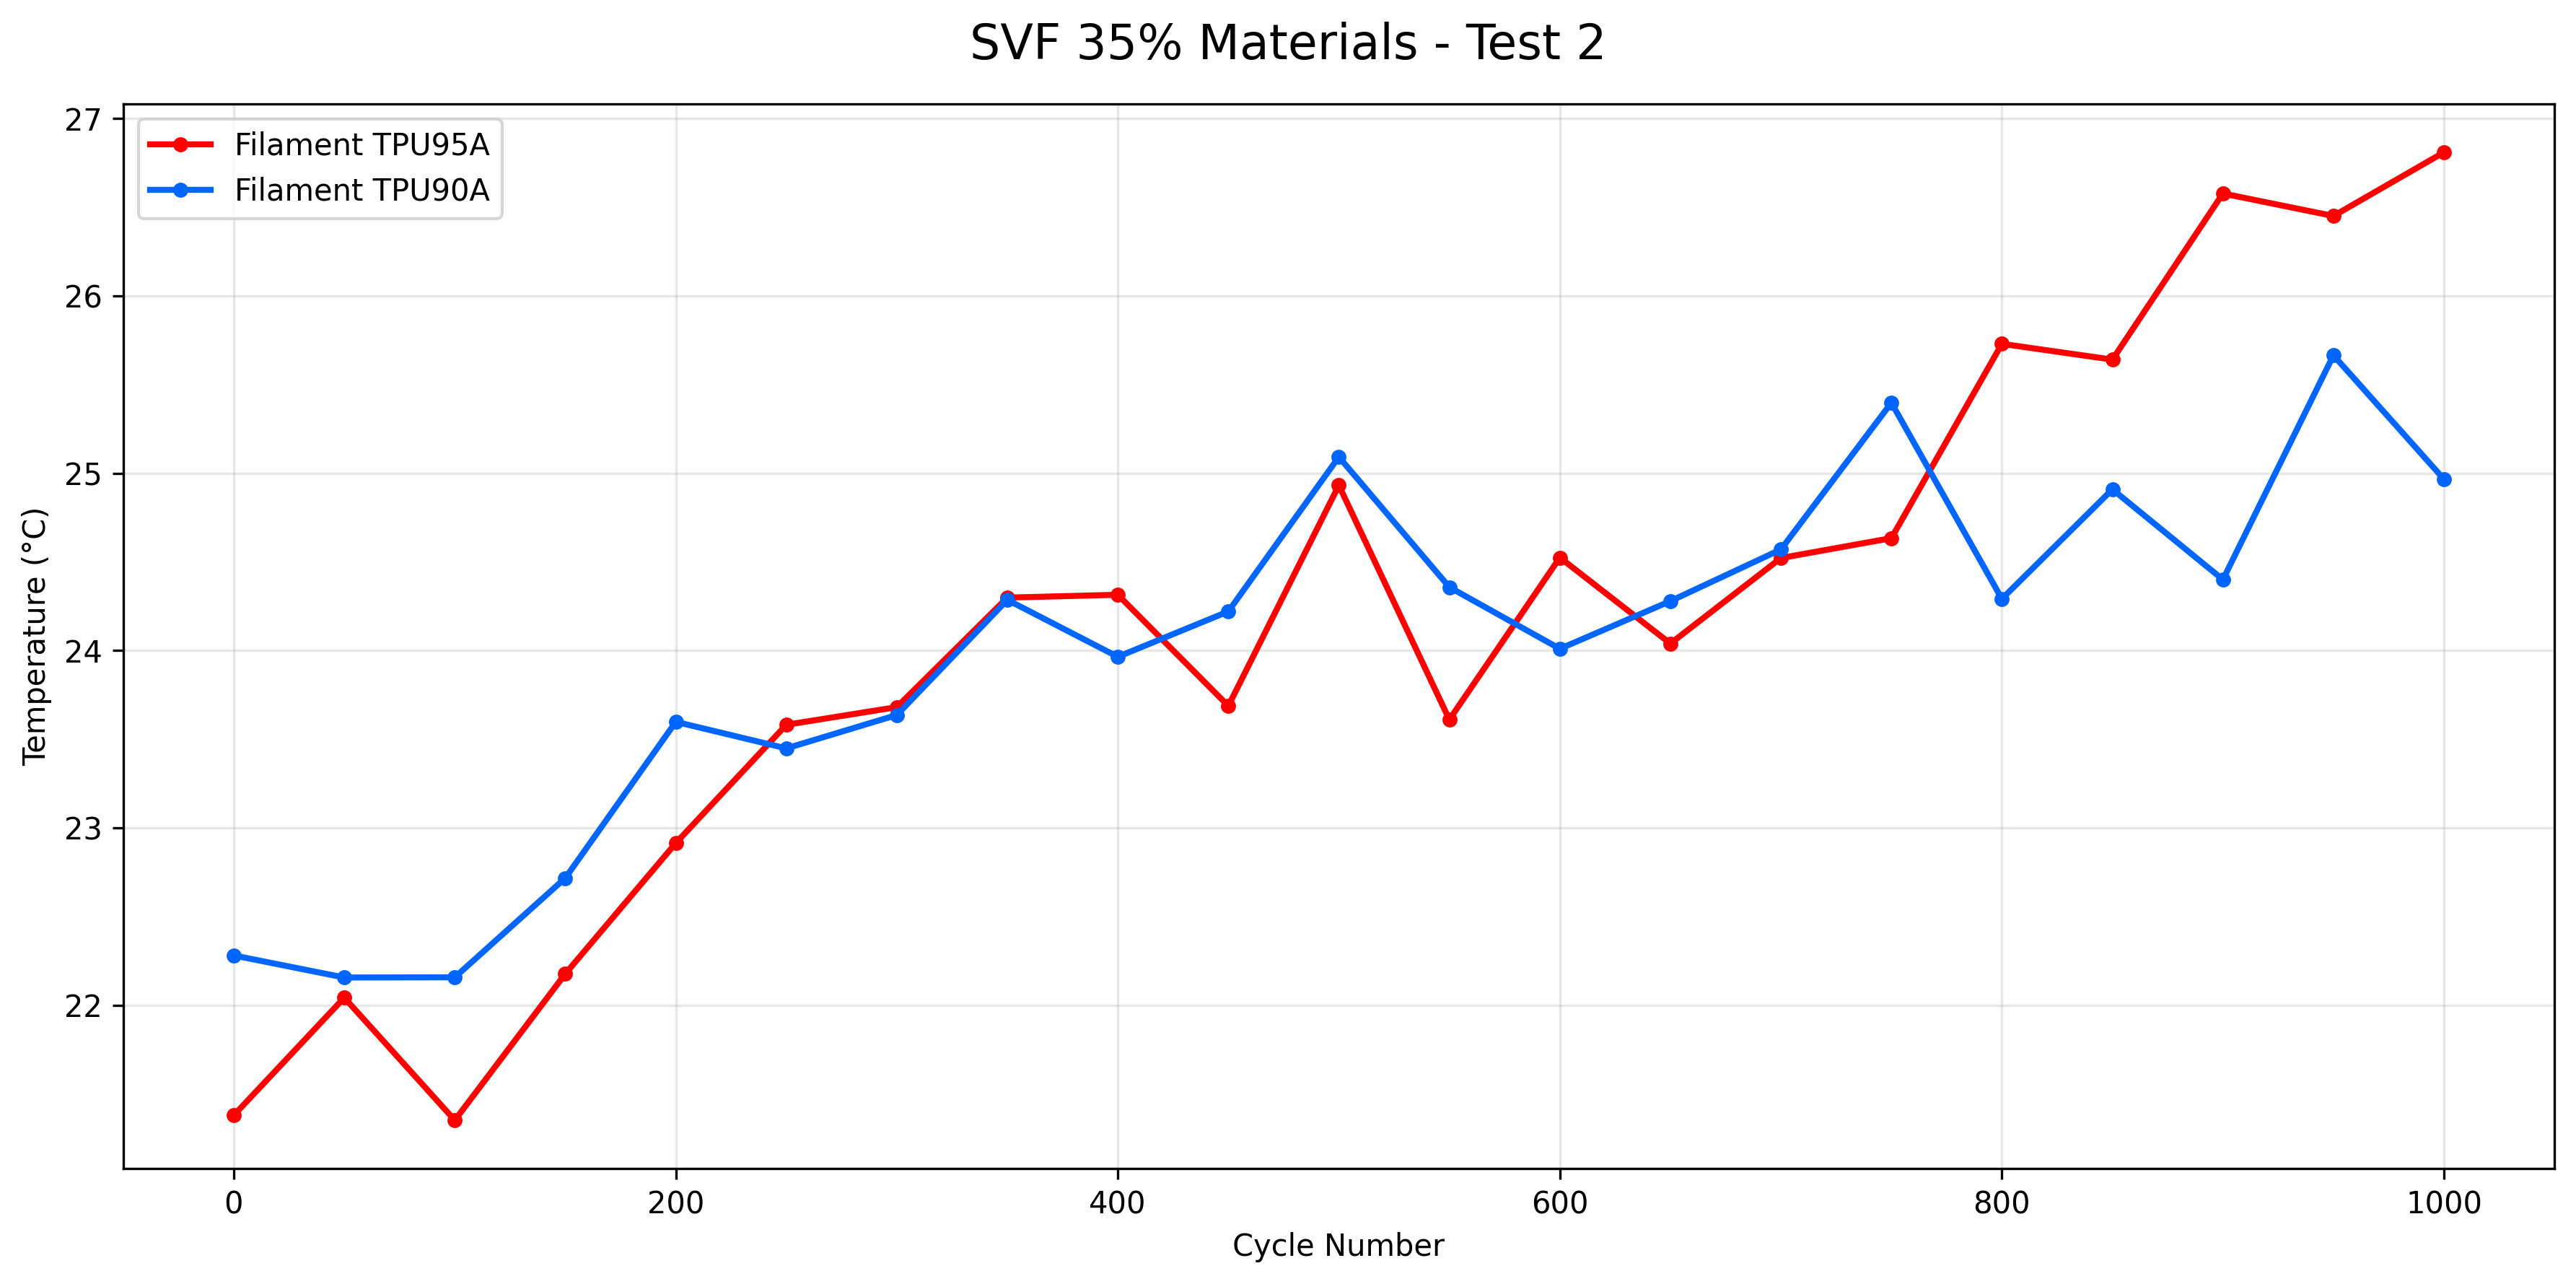 SVF 35% Materials - Test 2
Filament TPU95A
Filament TPU90A
27
26
25
24
23
22
Temperature (°C)
0 200 400 600 800 1000
Cycle Number